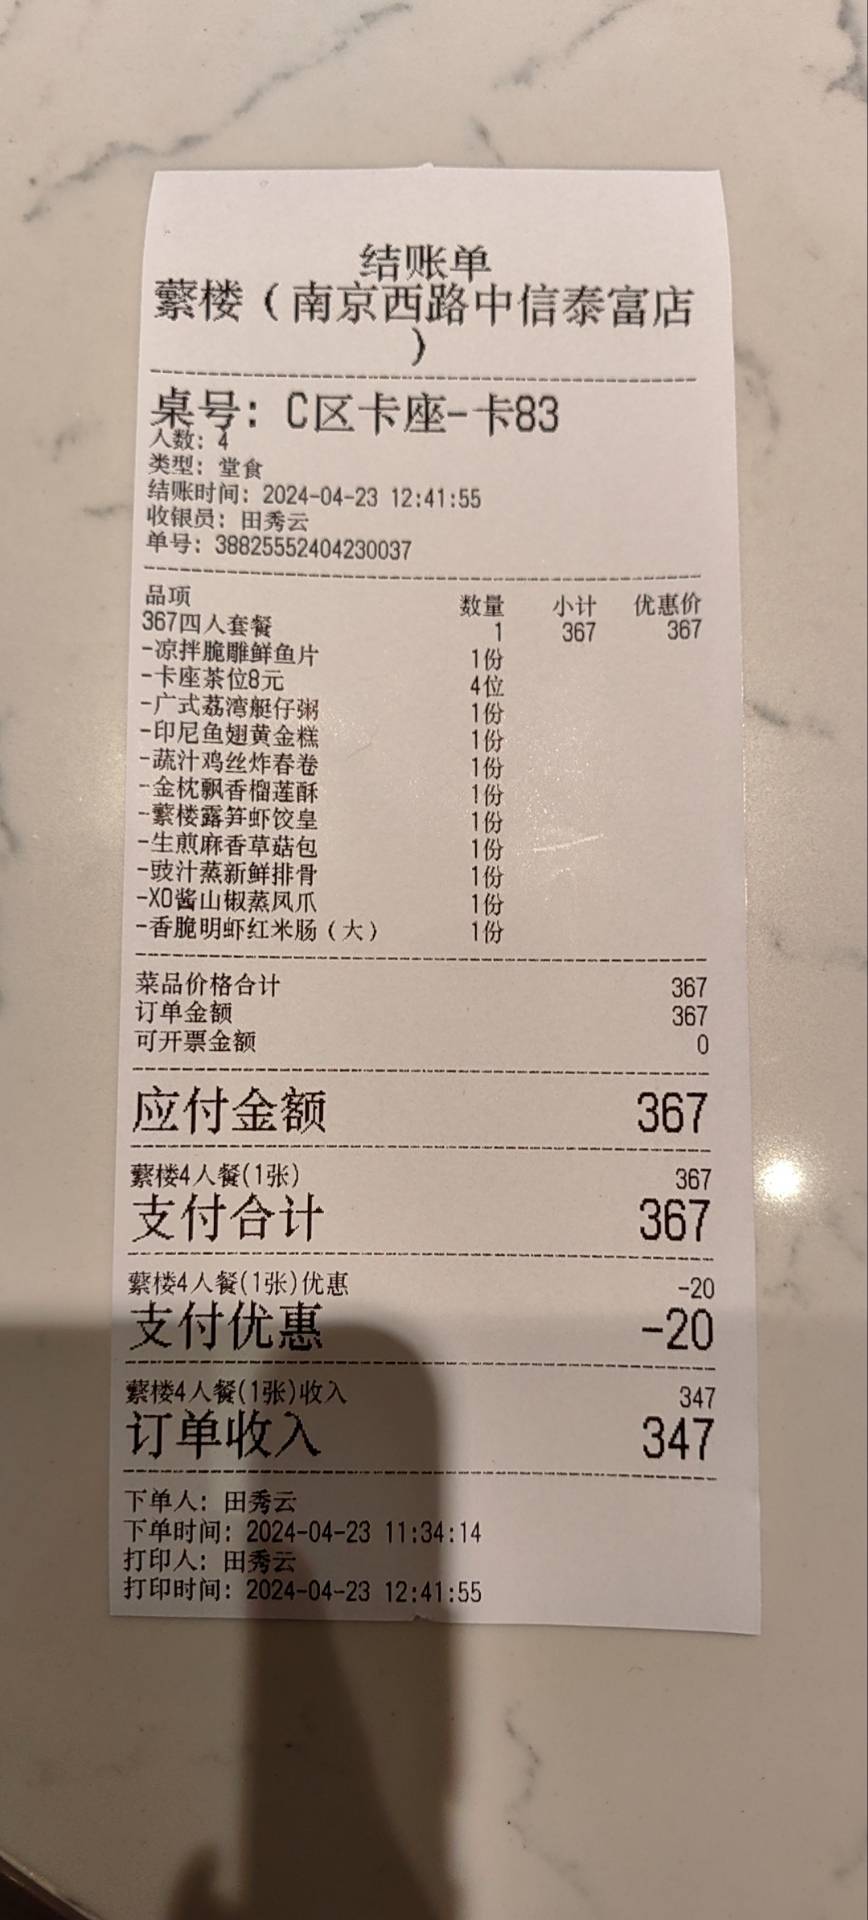 结账单
蘩楼（南京西路中信泰富店
）
桌号：C区卡座-卡83
人数：4
类型：堂食
结账时间：2024-04-23 12:41:55
收银员：田秀云
单号：38825552404230037
品项 数量 小计 优惠价
367四人套餐 1 367 367
-凉拌脆雕鲜鱼片 1份
-卡座茶位8元 4位
-广式荔湾艇仔粥 1份
-印尼鱼翅黄金糕 1份
-蔬汁鸡丝炸春卷 1份
-金枕飘香榴莲酥 1份
-蘩楼露笋虾饺皇 1份
-生煎麻香草菇包 1份
-豉汁蒸新鲜排骨 1份
-XO酱山椒蒸凤爪 1份
-香脆明虾红米肠（大） 1份
菜品价格合计 367
订单金额 367
可开票金额 0
应付金额 367
蘩楼4人餐(1张) 367
支付合计 367
蘩楼4人餐(1张)优惠 -20
支付优惠 -20
蘩楼4人餐(1张)收入 347
订单收入 347
下单人：田秀云
下单时间：2024-04-23 11:34:14
打印人：田秀云
打印时间：2024-04-23 12:41:55